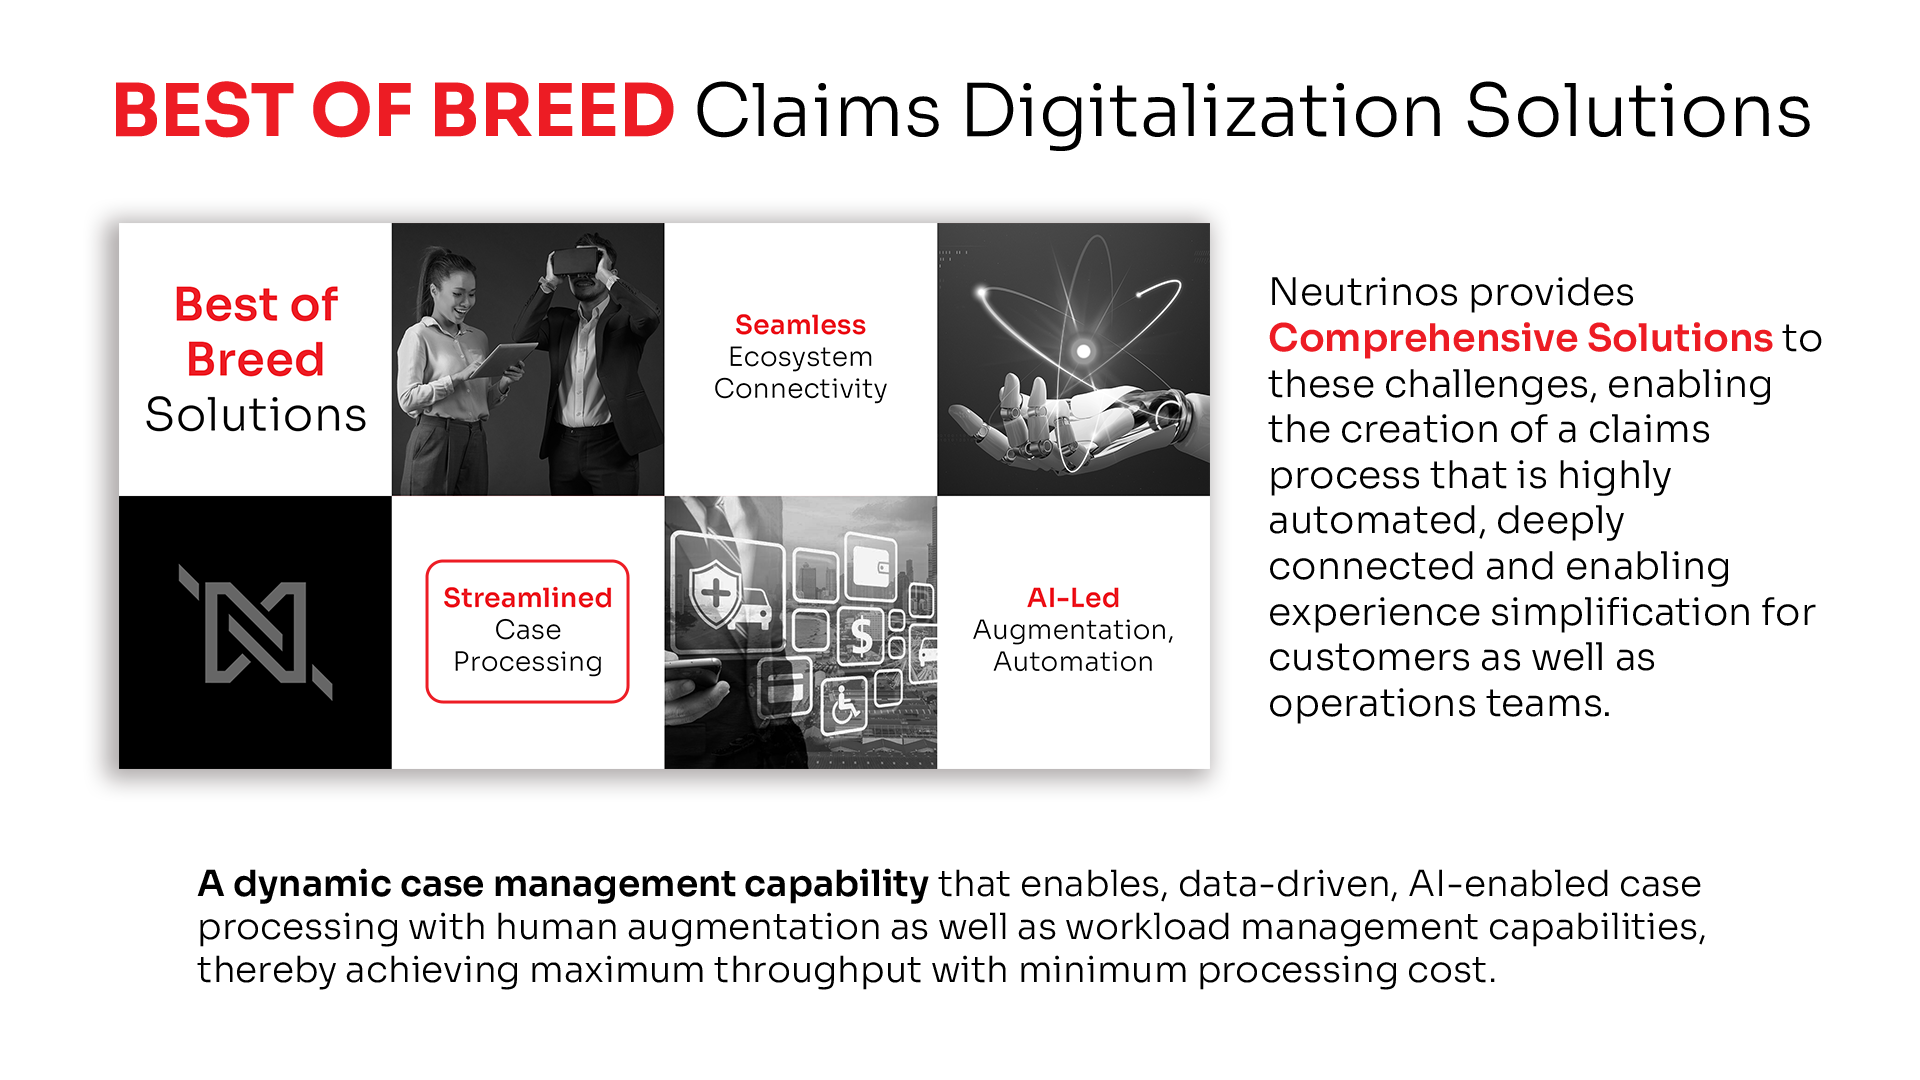 BEST OF BREED Claims Digitalization Solutions
Best of
Breed
Solutions
Seamless
Ecosystem
Connectivity
Streamlined
Case
Processing
$
AI-Led
Augmentation,
Automation
Neutrinos provides
Comprehensive Solutions to
these challenges, enabling
the creation of a claims
process that is highly
automated, deeply
connected and enabling
experience simplification for
customers as well as
operations teams.
A dynamic case management capability that enables, data-driven, AI-enabled case
processing with human augmentation as well as workload management capabilities,
thereby achieving maximum throughput with minimum processing cost.